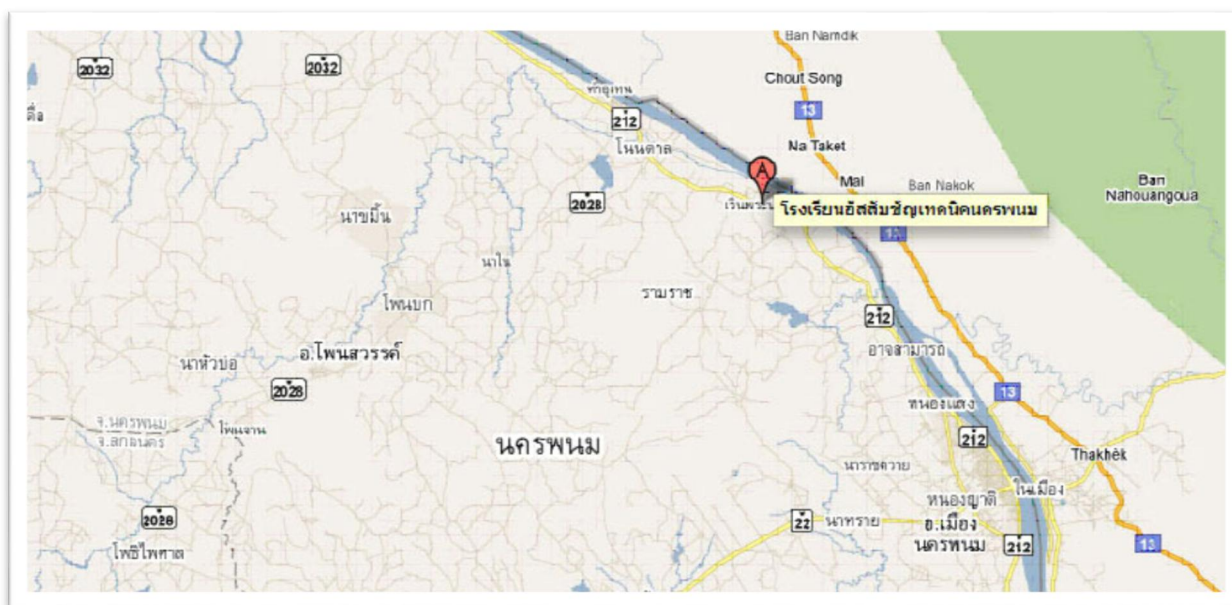 Ban Namdik
2032
2032
Chout Song
ท่าอุเทน
13
212
โนนตาล
Na Taket
A
Mai
Ban Nakok
Ban
Nahouangoua
2028
โรงเรียนอัสสัมชัญเทคนิคนครพนม
นาขมิ้น
13
นาใน
รามราช
โพนบก
212
อาจสามารถ
อ.โพนสวรรค์
นาหัวบ่อ
2028
13
หนองแสง
จ.นครพนม
จ.สกลนคร
โพนจาน
212
นครพนม
Thakhèk
นาราชควาย
ในเมือง
หนองญาติ
2028
22
นาทราย
อ.เมือง
นครพนม
212
13
โพธิไพศาล